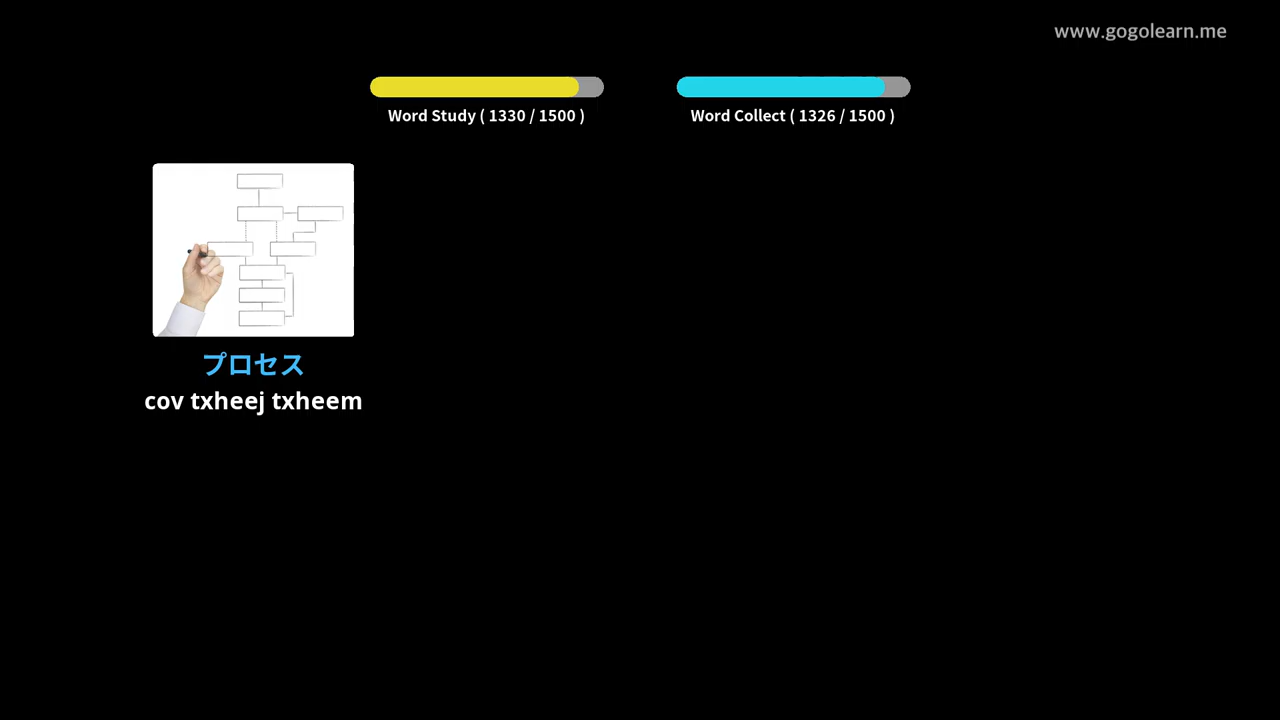 www.gogolearn.me
Word Study ( 1330 / 1500 )
Word Collect ( 1326 / 1500 )
プロセス
cov txheej txheem